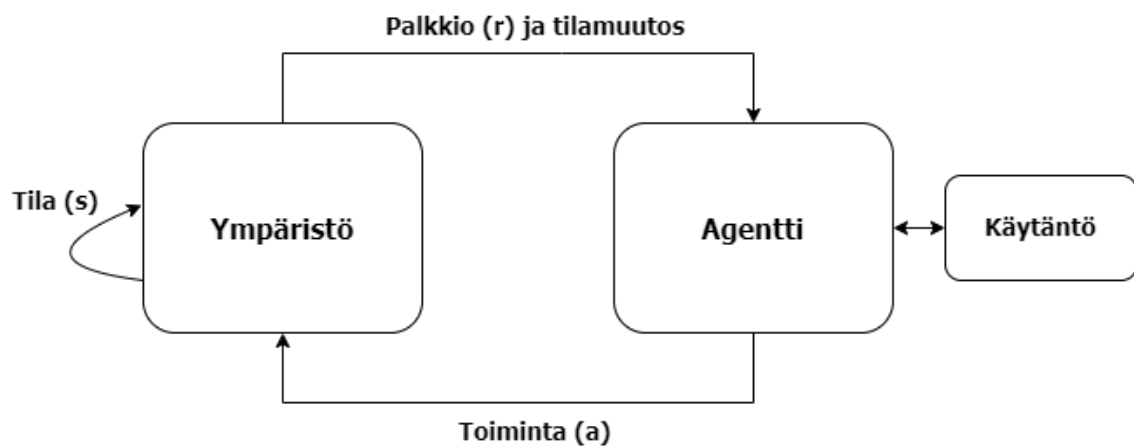 Palkkio (r) ja tilamuutos
Tila (s)
Ympäristö
Agentti
Käytäntö
Toiminta (a)